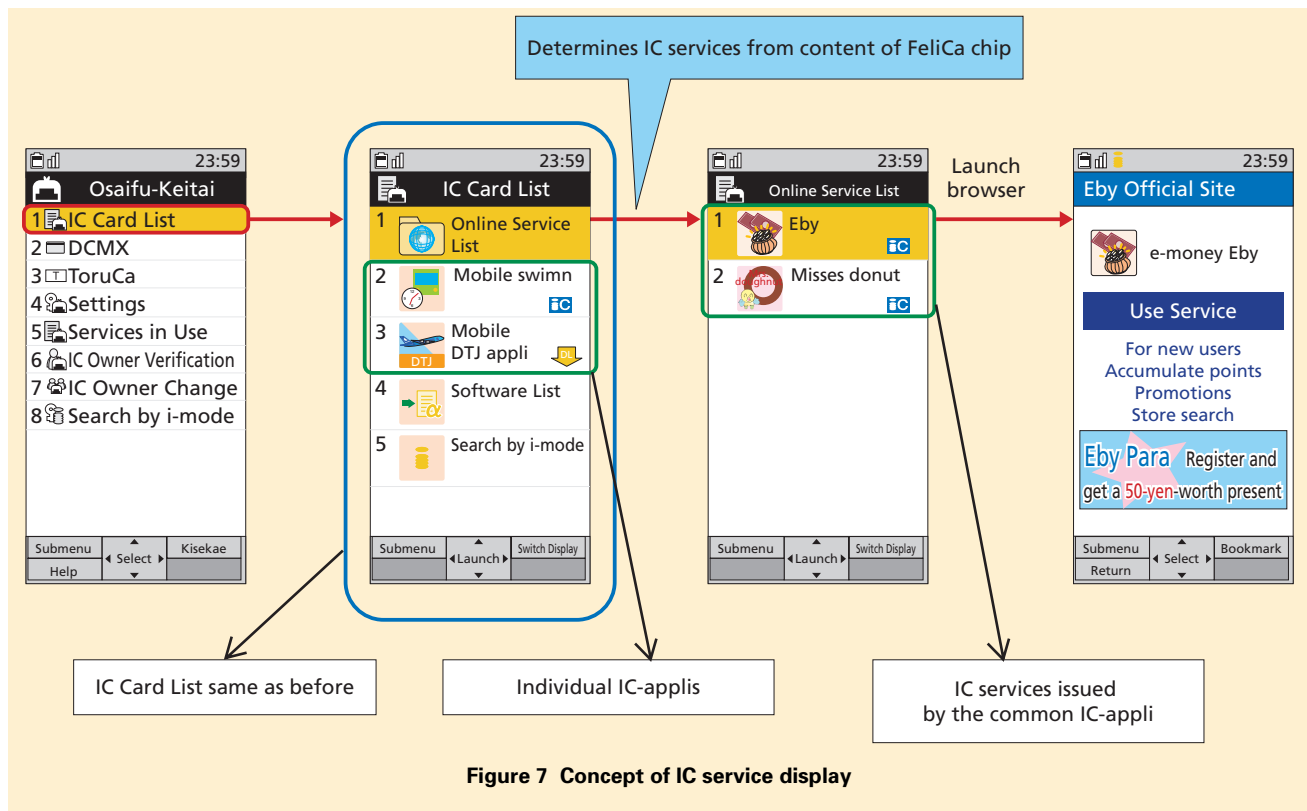 Determines IC services from content of FeliCa chip
23:59
Osaifu-Keitai
1 IC Card List
2 DCMX
3 ToruCa
4 Settings
5 Services in Use
6 IC Owner Verification
7 IC Owner Change
8 Search by i-mode
Submenu Select Kisekae
Help
23:59
IC Card List
1 Online Service
List
2 Mobile swimn
iC
3 Mobile
DTJ appli
DTJ DL
4 Software List
α
5 Search by i-mode
Submenu Launch Switch Display
23:59
Online Service List
1 Eby
iC
2 Misses donut
doughnut
iC
Submenu Launch Switch Display
Launch
browser
23:59
Eby Official Site
e-money Eby
Use Service
For new users
Accumulate points
Promotions
Store search
Eby Para Register and
get a 50-yen-worth present
Submenu Select Bookmark
Return
IC Card List same as before
Individual IC-applis
IC services issued
by the common IC-appli
Figure 7 Concept of IC service display